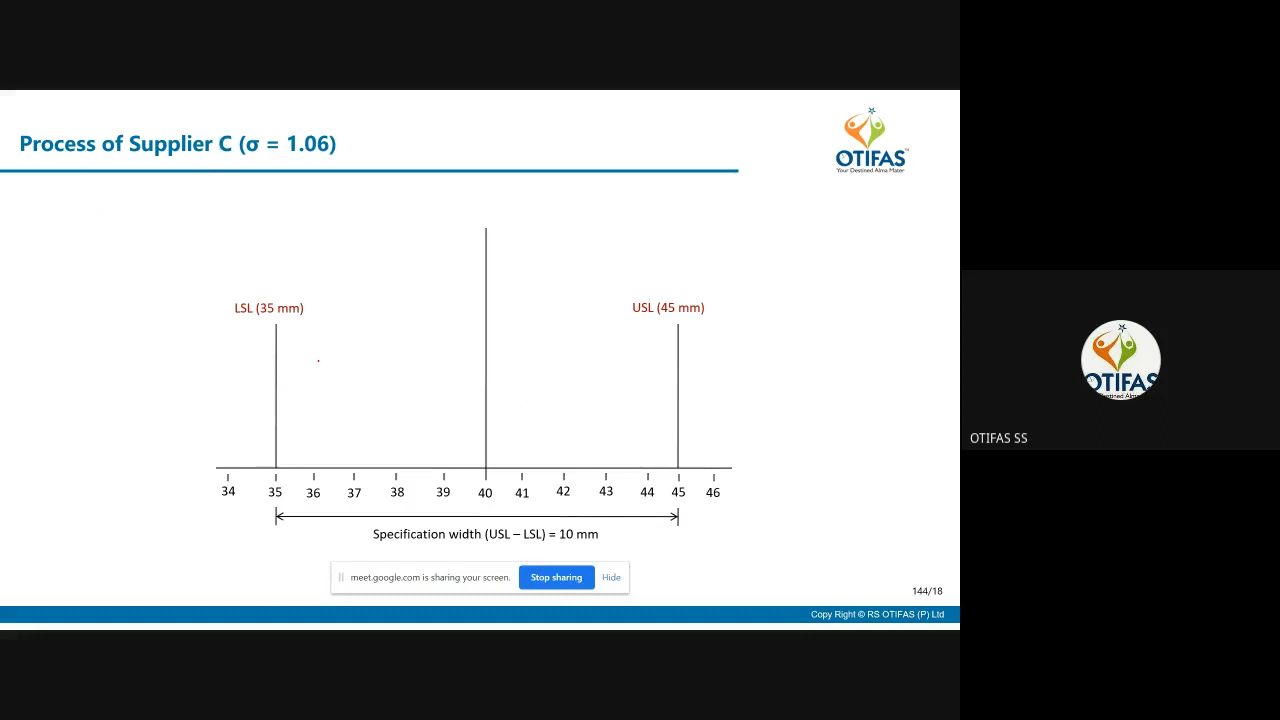 Process of Supplier C (σ = 1.06)
OTIFAS™
Your Destined Alma Mater
LSL (35 mm)
USL (45 mm)
34 35 36 37 38 39 40 41 42 43 44 45 46
Specification width (USL – LSL) = 10 mm
meet.google.com is sharing your screen. Stop sharing Hide
144/18
Copy Right © RS OTIFAS (P) Ltd
OTIFAS
OTIFAS SS